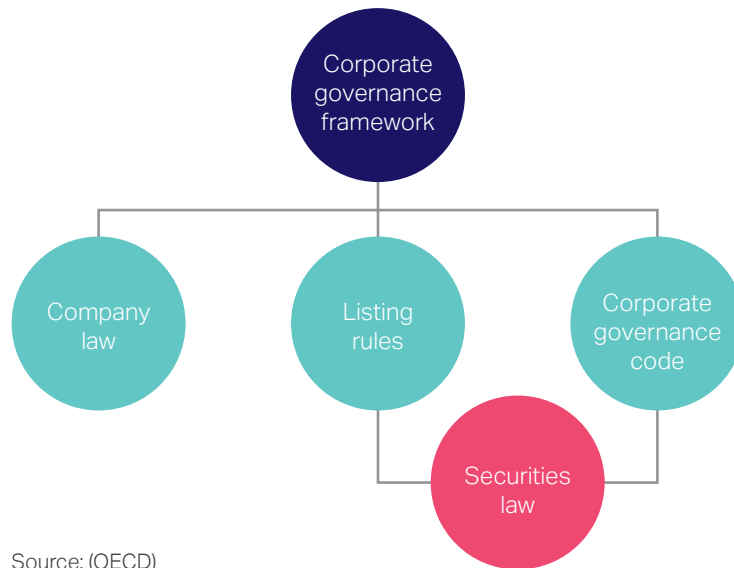 Corporate
governance
framework
Company
law
Listing
rules
Corporate
governance
code
Securities
law
Source: (OECD)